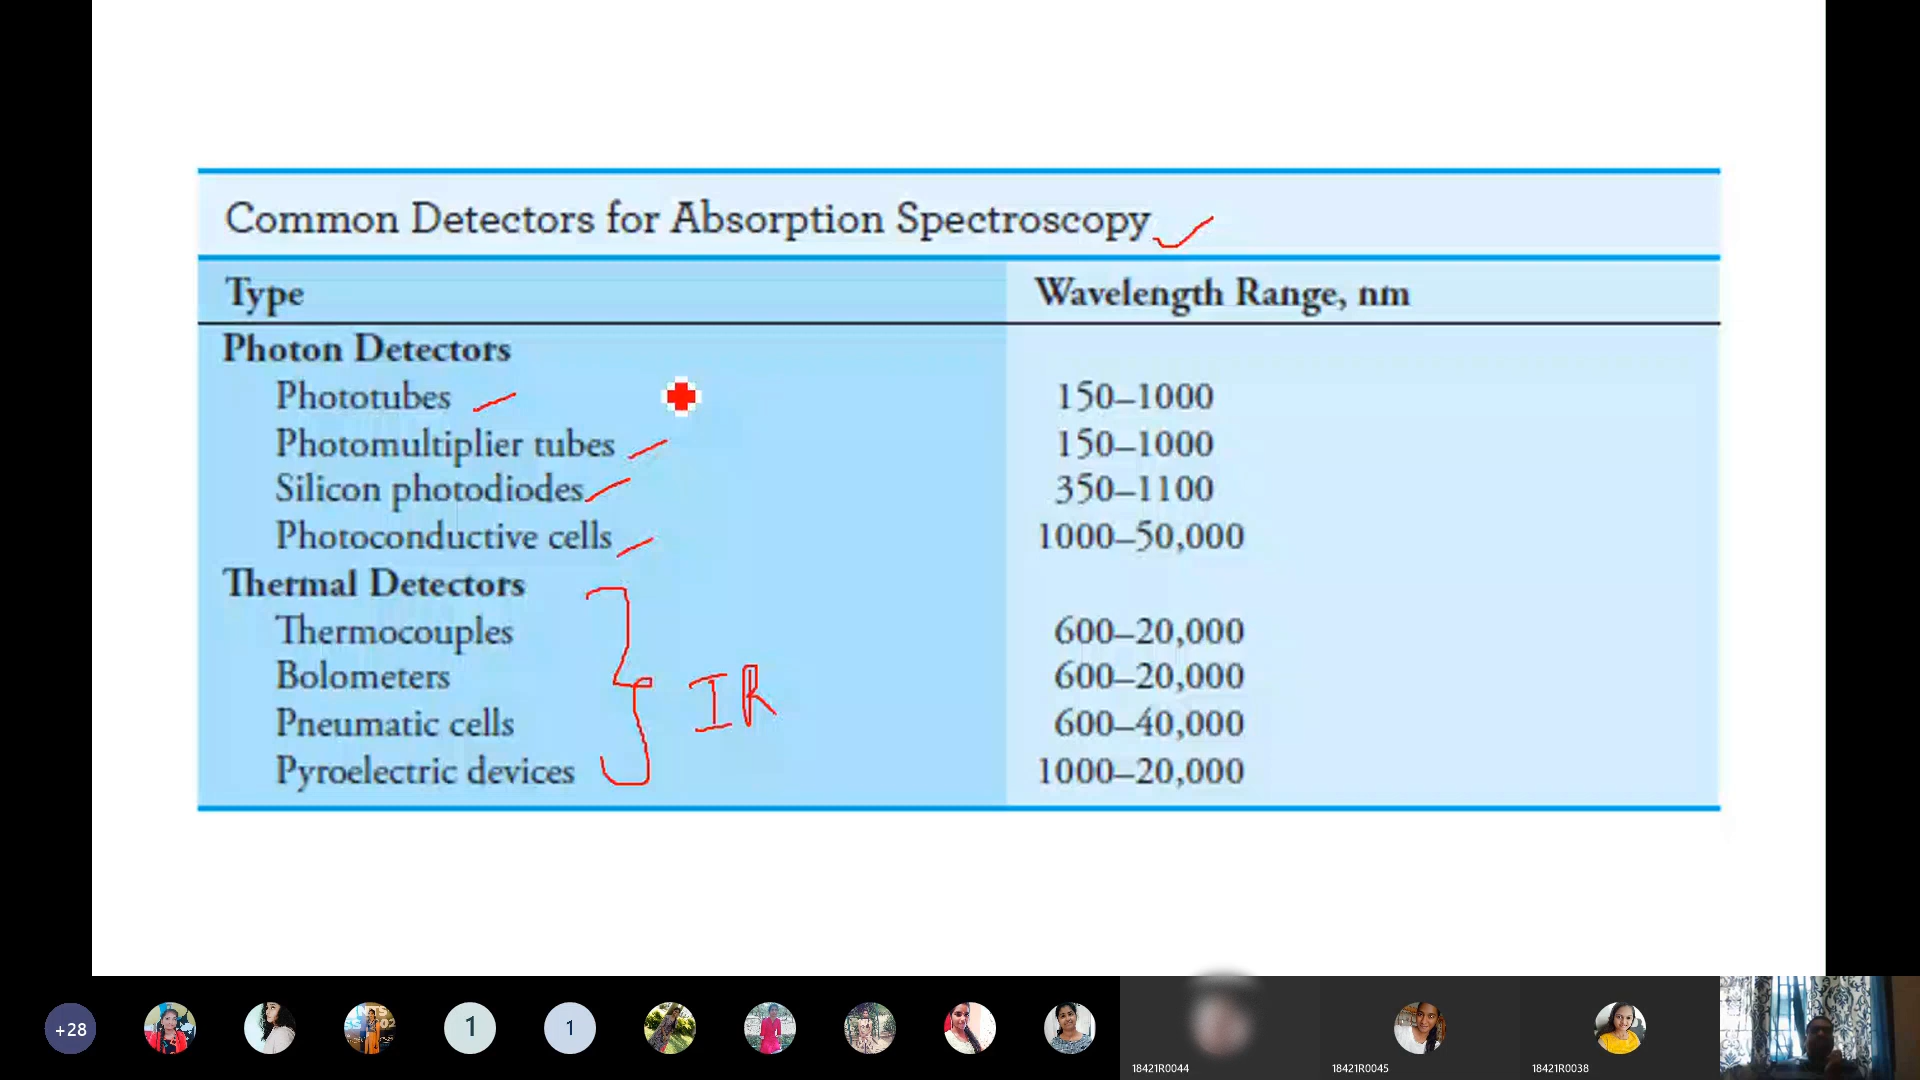 Common Detectors for Absorption Spectroscopy
Type Wavelength Range, nm
Photon Detectors
Phototubes 150–1000
Photomultiplier tubes 150–1000
Silicon photodiodes 350–1100
Photoconductive cells 1000–50,000
Thermal Detectors
Thermocouples 600–20,000
Bolometers 600–20,000
IR
Pneumatic cells 600–40,000
Pyroelectric devices 1000–20,000
+28
1
1
18421R0044
18421R0045
18421R0038